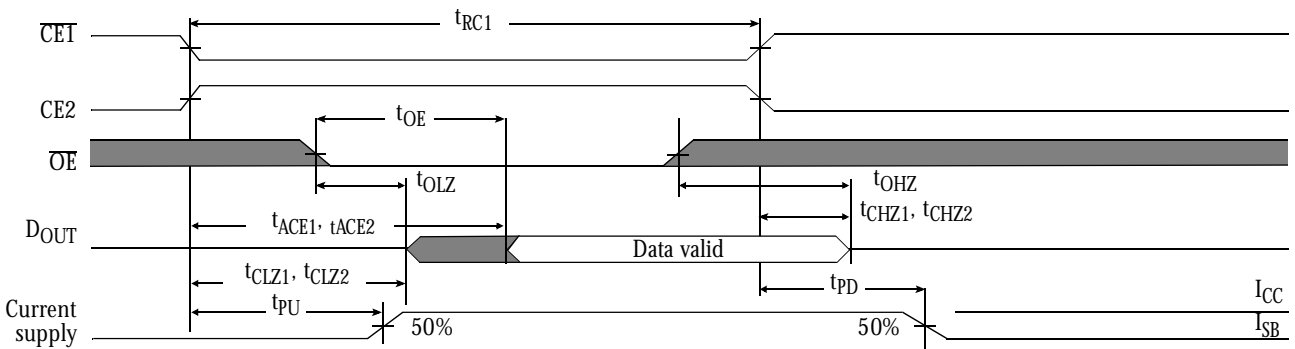 tRC1
CE1
CE2
tOE
OE
tOLZ
tOHZ
tACE1, tACE2
tCHZ1, tCHZ2
DOUT
Data valid
tCLZ1, tCLZ2
tPU
tPD
ICC
Current
supply
50%
50%
ISB